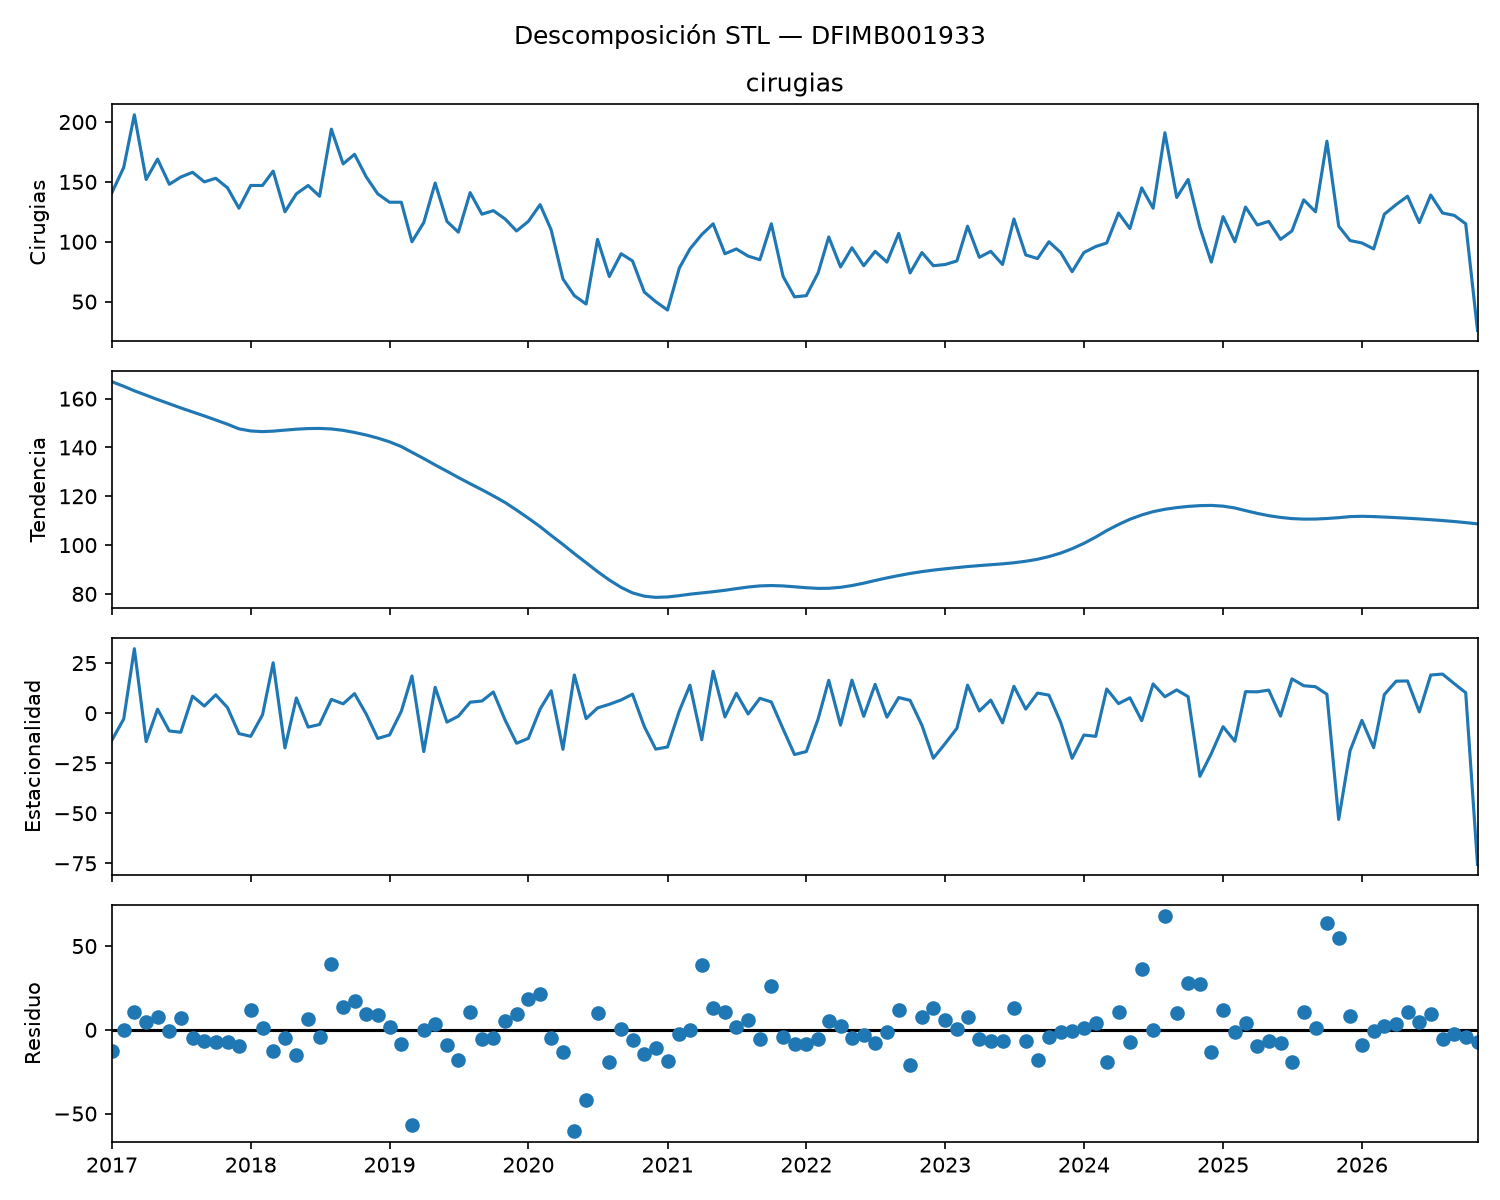 Descomposición STL — DFIMB001933
cirugias
Cirugias
200
150
100
50
Tendencia
160
140
120
100
80
Estacionalidad
25
0
−25
−50
−75
Residuo
50
0
−50
2017 2018 2019 2020 2021 2022 2023 2024 2025 2026